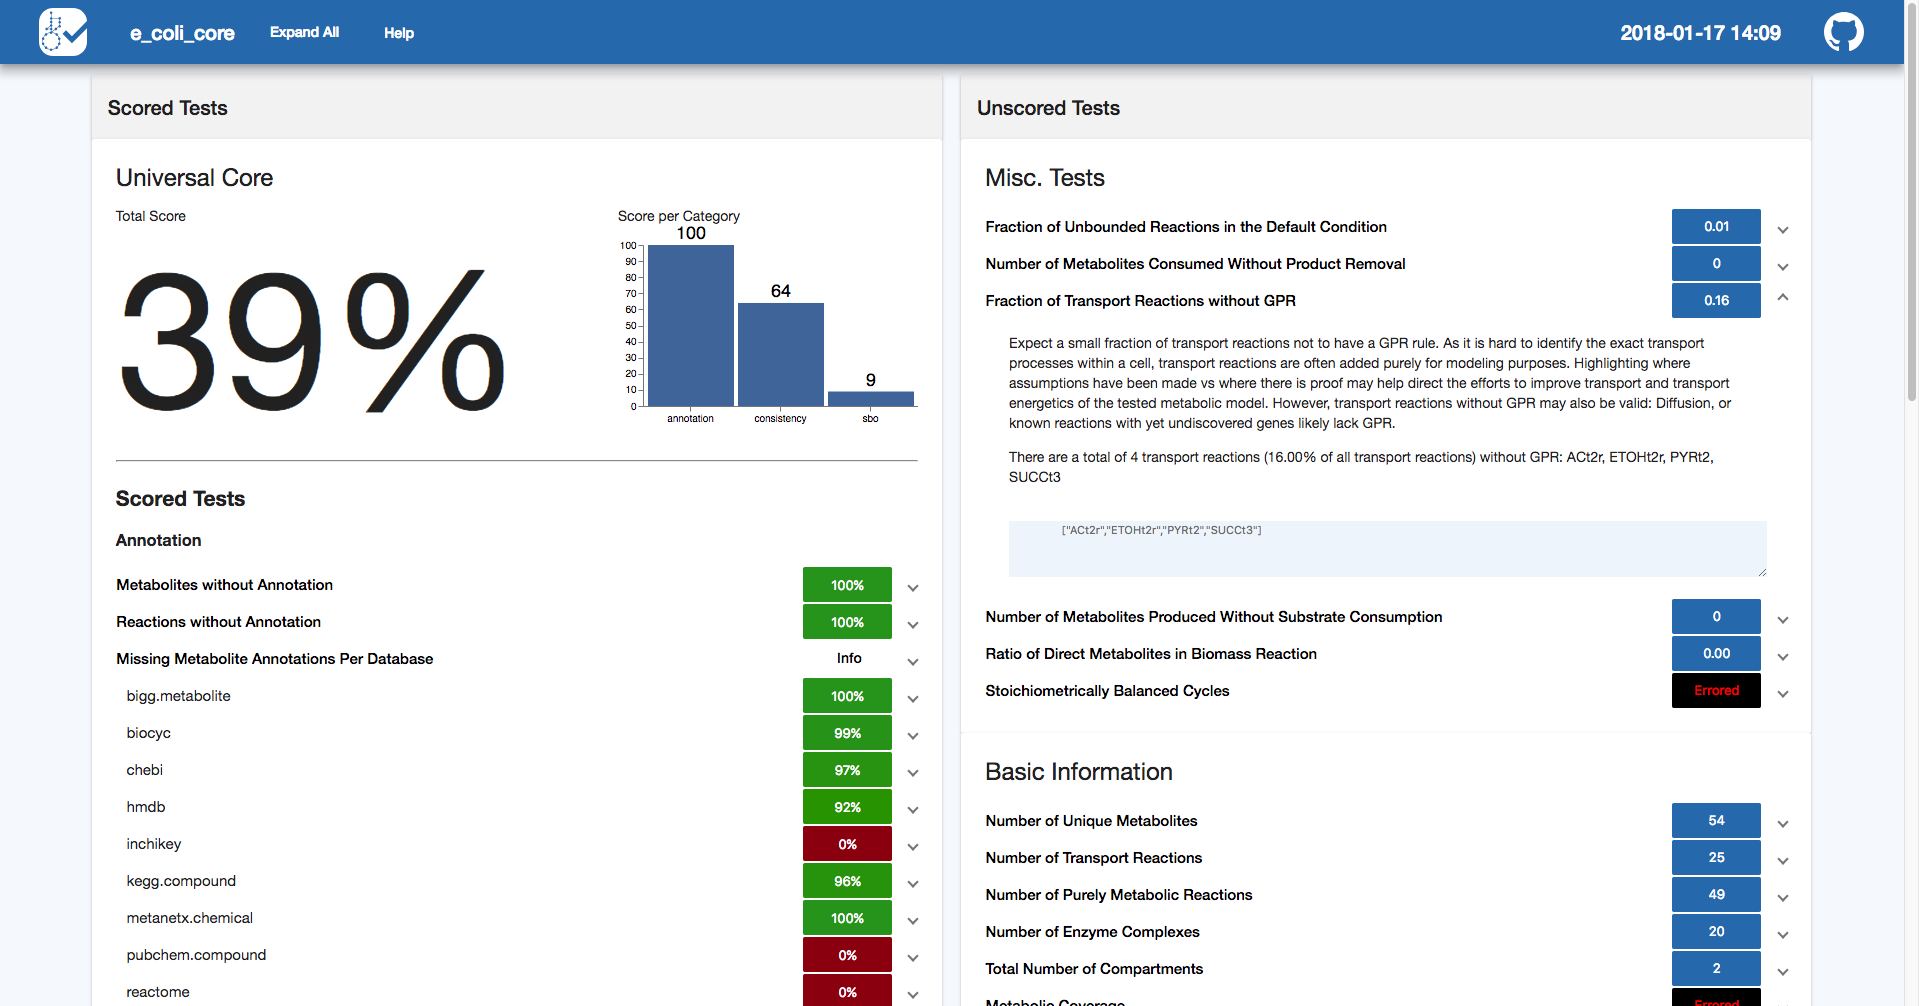 e_coli_core
Expand All
Help
2018-01-17 14:09
Scored Tests
Universal Core
Total Score
39%
Score per Category
100
64
9
100
90
80
70
60
50
40
30
20
10
0
annotation
consistency
sbo
Scored Tests
Annotation
Metabolites without Annotation 100%
Reactions without Annotation 100%
Missing Metabolite Annotations Per Database Info
bigg.metabolite 100%
biocyc 99%
chebi 97%
hmdb 92%
inchikey 0%
kegg.compound 96%
metanetx.chemical 100%
pubchem.compound 0%
reactome 0%
Unscored Tests
Misc. Tests
Fraction of Unbounded Reactions in the Default Condition 0.01
Number of Metabolites Consumed Without Product Removal 0
Fraction of Transport Reactions without GPR 0.16
Expect a small fraction of transport reactions not to have a GPR rule. As it is hard to identify the exact transport
processes within a cell, transport reactions are often added purely for modeling purposes. Highlighting where
assumptions have been made vs where there is proof may help direct the efforts to improve transport and transport
energetics of the tested metabolic model. However, transport reactions without GPR may also be valid: Diffusion, or
known reactions with yet undiscovered genes likely lack GPR.
There are a total of 4 transport reactions (16.00% of all transport reactions) without GPR: ACt2r, ETOHt2r, PYRt2,
SUCCt3
["ACt2r","ETOHt2r","PYRt2","SUCCt3"]
Number of Metabolites Produced Without Substrate Consumption 0
Ratio of Direct Metabolites in Biomass Reaction 0.00
Stoichiometrically Balanced Cycles Errored
Basic Information
Number of Unique Metabolites 54
Number of Transport Reactions 25
Number of Purely Metabolic Reactions 49
Number of Enzyme Complexes 20
Total Number of Compartments 2
Metabolic Coverage Errored